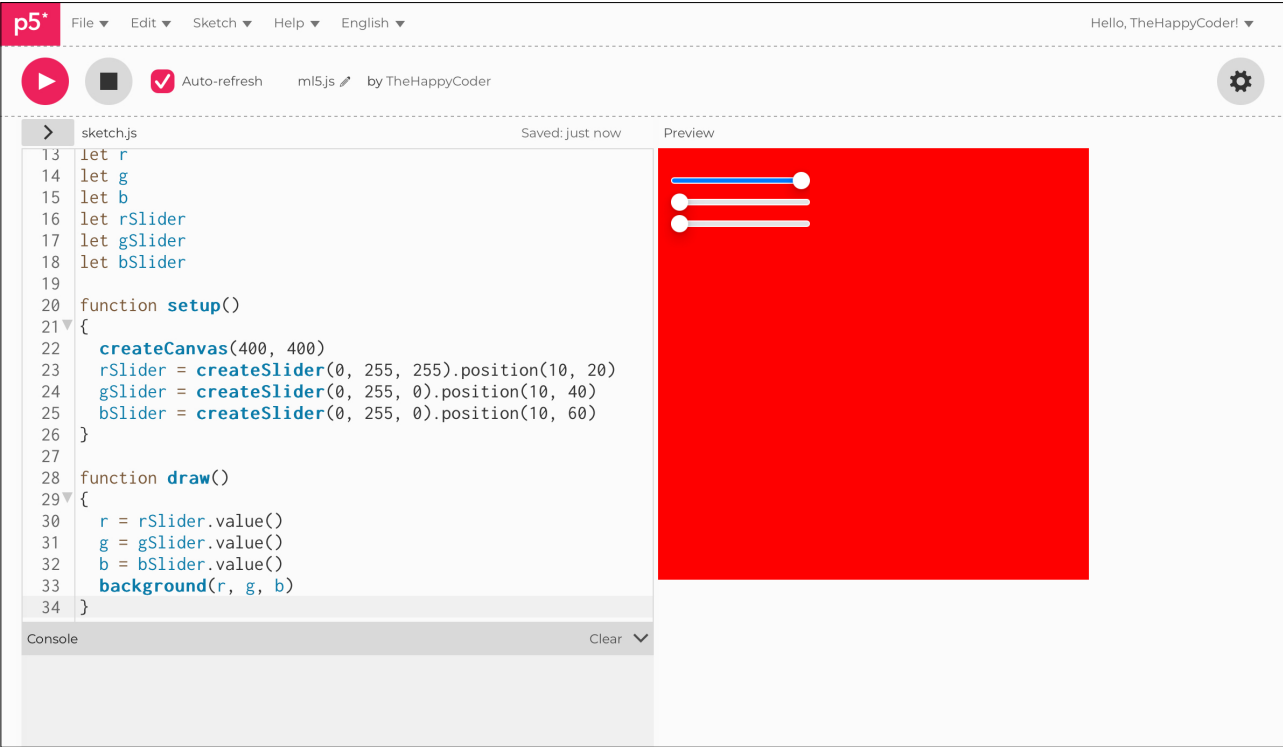 p5* File Edit Sketch Help English Hello, TheHappyCoder!
Auto-refresh ml5.js by TheHappyCoder
sketch.js Saved: just now Preview
13 let r
14 let g
15 let b
16 let rSlider
17 let gSlider
18 let bSlider
19
20 function setup()
21 {
22   createCanvas(400, 400)
23   rSlider = createSlider(0, 255, 255).position(10, 20)
24   gSlider = createSlider(0, 255, 0).position(10, 40)
25   bSlider = createSlider(0, 255, 0).position(10, 60)
26 }
27
28 function draw()
29 {
30   r = rSlider.value()
31   g = gSlider.value()
32   b = bSlider.value()
33   background(r, g, b)
34 }
Console Clear